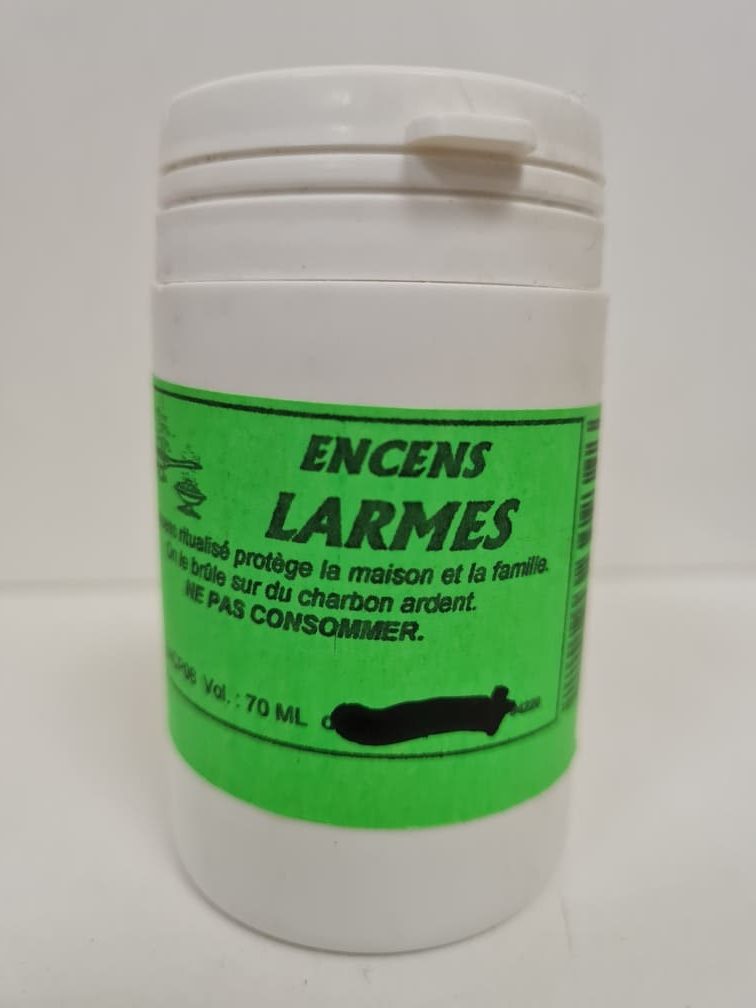 ENCENS
LARMES
ritualisé protège la maison et la famille.
On le brûle sur du charbon ardent.
NE PAS CONSOMMER.
Vol. : 70 ML